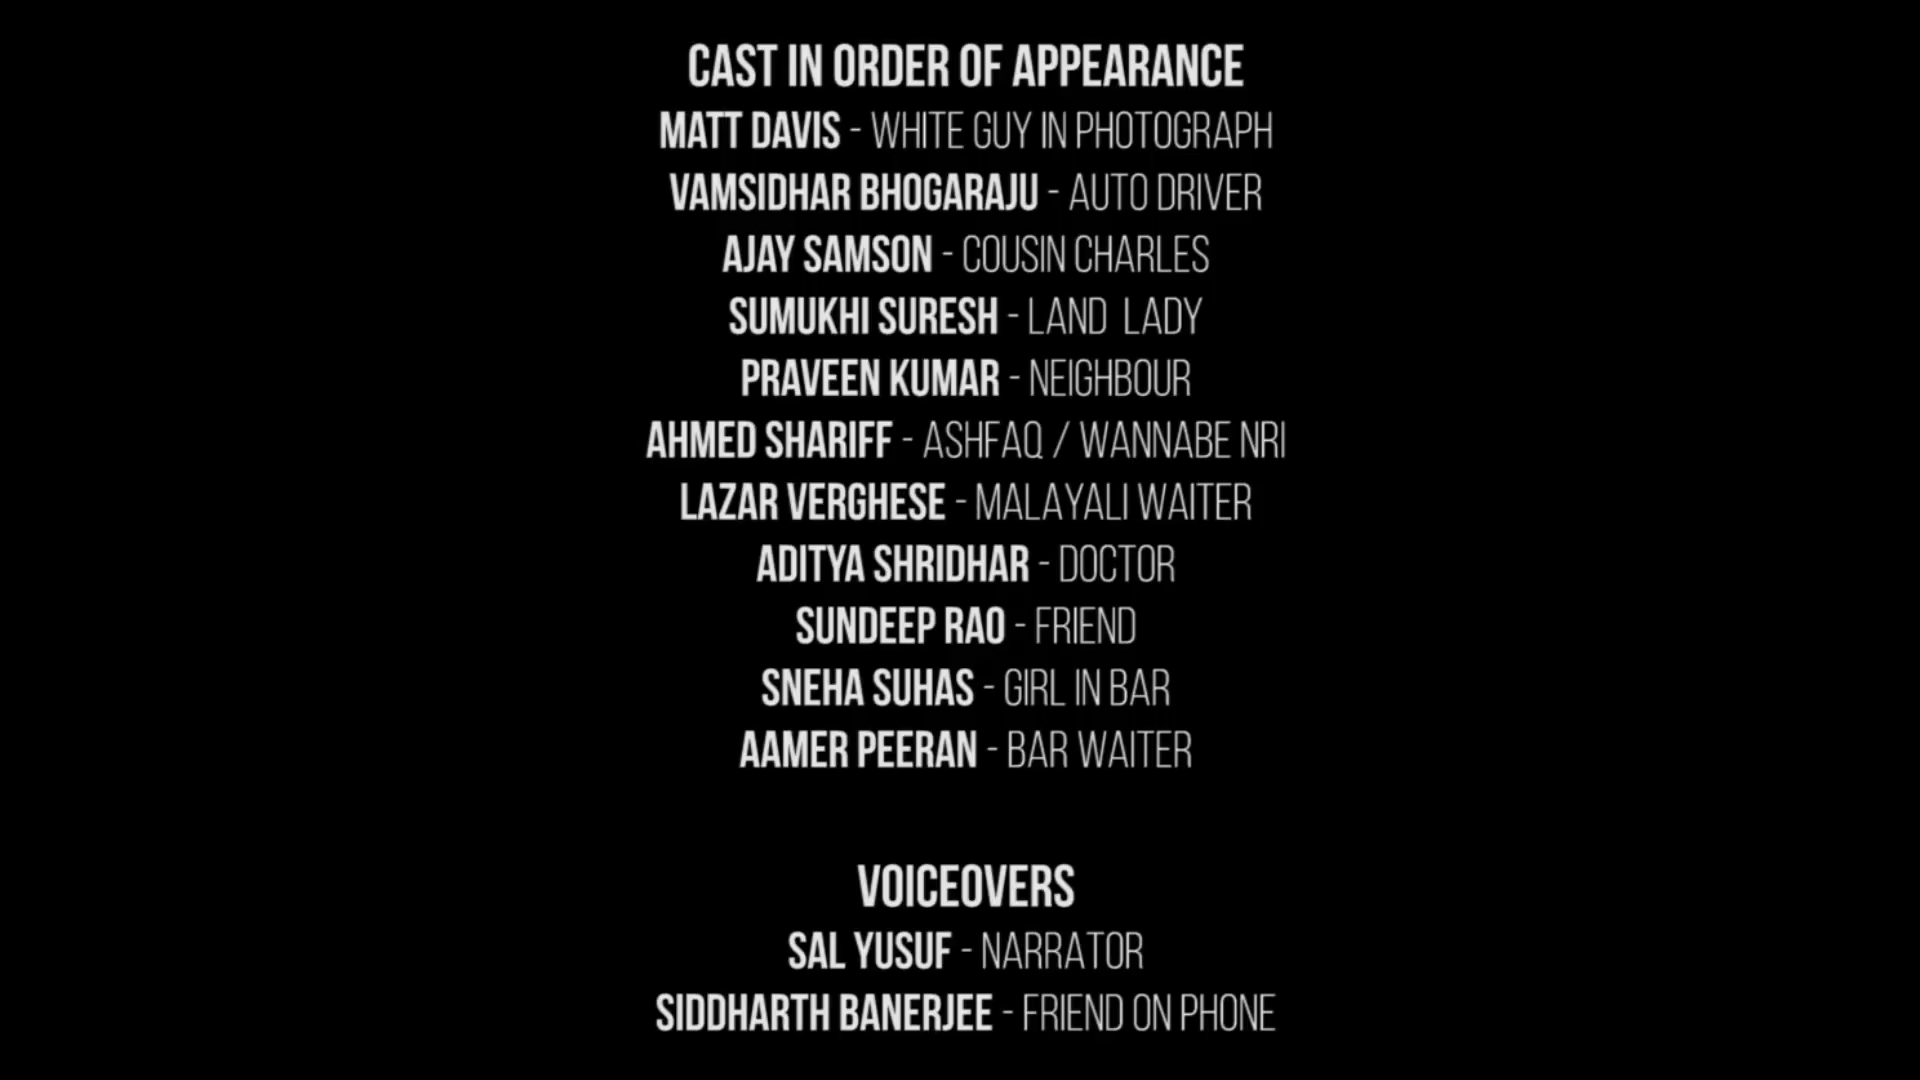 CAST IN ORDER OF APPEARANCE
MATT DAVIS - WHITE GUY IN PHOTOGRAPH
VAMSIDHAR BHOGARAJU - AUTO DRIVER
AJAY SAMSON - COUSIN CHARLES
SUMUKHI SURESH - LAND LADY
PRAVEEN KUMAR - NEIGHBOUR
AHMED SHARIFF - ASHFAQ / WANNABE NRI
LAZAR VERGHESE - MALAYALI WAITER
ADITYA SHRIDHAR - DOCTOR
SUNDEEP RAO - FRIEND
SNEHA SUHAS - GIRL IN BAR
AAMER PEERAN - BAR WAITER
VOICEOVERS
SAL YUSUF - NARRATOR
SIDDHARTH BANERJEE - FRIEND ON PHONE